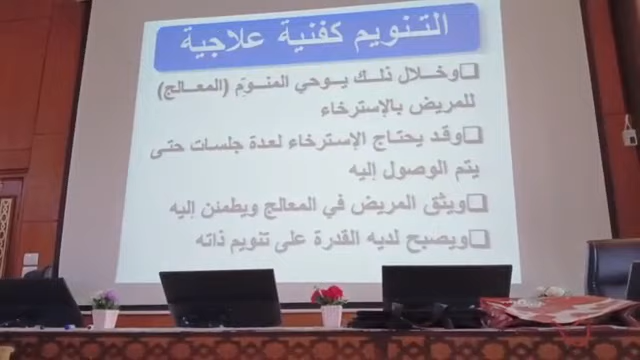 التنويم كفنية علاجية
❑وخلال ذلك يوحي المنوِّم (المعالج)
للمريض بالإسترخاء
❑وقد يحتاج الإسترخاء لعدة جلسات حتى
يتم الوصول إليه
❑ويثق المريض في المعالج ويطمئن إليه
❑ويصبح لديه القدرة على تنويم ذاته